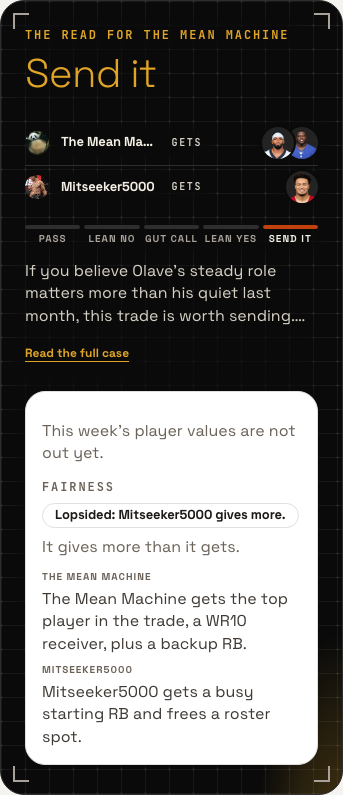 THE READ FOR THE MEAN MACHINE
Send it
The Mean Ma... GETS
Mitseeker5000 GETS
PASS LEAN NO GUT CALL LEAN YES SEND IT
If you believe Olave's steady role
matters more than his quiet last
month, this trade is worth sending....
Read the full case
This week's player values are not
out yet.
FAIRNESS
Lopsided: Mitseeker5000 gives more.
It gives more than it gets.
THE MEAN MACHINE
The Mean Machine gets the top
player in the trade, a WR10
receiver, plus a backup RB.
MITSEEKER5000
Mitseeker5000 gets a busy
starting RB and frees a roster
spot.